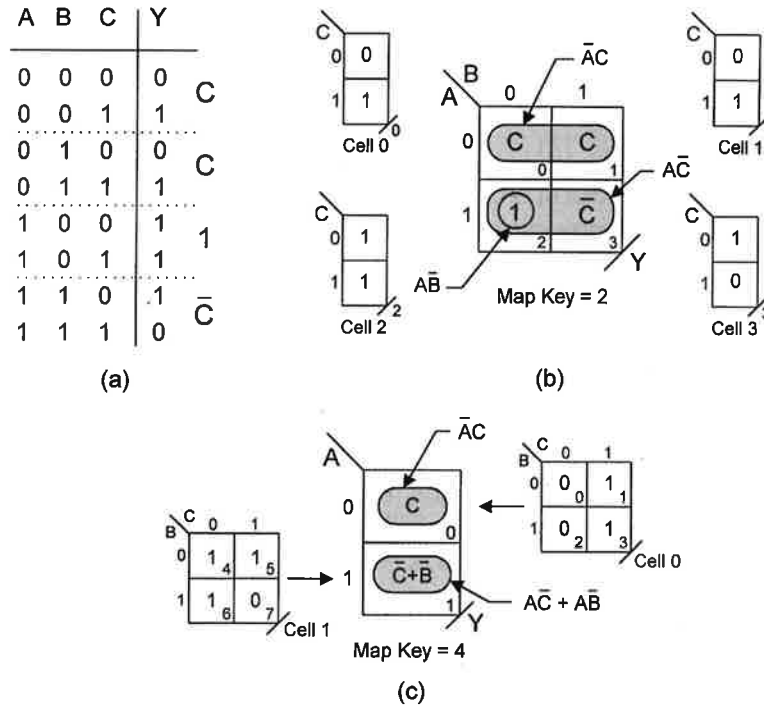 A B C Y
0 0 0 0
0 0 1 1
C
0 1 0 0
0 1 1 1
C
1 0 0 1
1 0 1 1
1
1 1 0 1
1 1 1 0
C̄
(a)
C
0 0
1 1
0
Cell 0
C
0 1
1 1
2
Cell 2
B
A 0 1
0 C 0 C 1
1 1 2 C̄ 3
Y
ĀC
AC̄
AB̄
Map Key = 2
C
0 0
1 1
Cell 1
C
0 1
1 0
Cell 3
(b)
A
0 C 0
1 C̄+B̄ 1
Y
ĀC
AC̄ + AB̄
Map Key = 4
C
B 0 1
0 1 4 1 5
1 1 6 0 7
Cell 1
C
B 0 1
0 0 0 1 1
1 0 2 1 3
Cell 0
(c)